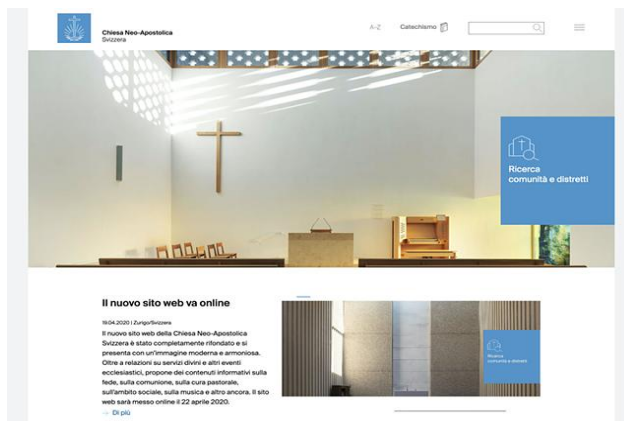 Chiesa Neo-Apostolica
Svizzera
A–Z
Catechismo
Ricerca
comunità e distretti
Il nuovo sito web va online
19.04.2020 | Zurigo/Svizzera
Il nuovo sito web della Chiesa Neo-Apostolica
Svizzera è stato completamente rifondato e si
presenta con un'immagine moderna e armoniosa.
Oltre a relazioni su servizi divini e altri eventi
ecclesiastici, propone dei contenuti informativi sulla
fede, sulla comunione, sulla cura pastorale,
sull'ambito sociale, sulla musica e altro ancora. Il sito
web sarà messo online il 22 aprile 2020.
→ Di più
Ricerca
comunità e distretti